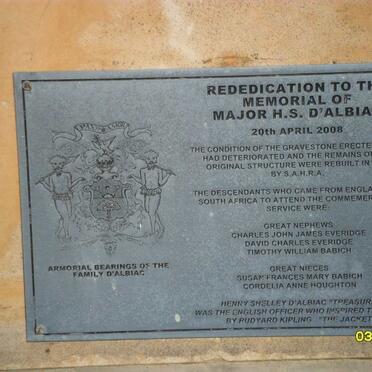 REDEDICATION TO TH
MEMORIAL OF
MAJOR H.S. D'ALBIA
20th APRIL 2008
THE CONDITION OF THE GRAVESTONE ERECTE
HAD DETERIORATED AND THE REMAINS OF
ORIGINAL STRUCTURE WERE REBUILT IN
BY S.A.H.R.A.
THE DESCENDANTS WHO CAME FROM ENGLA
SOUTH AFRICA TO ATTEND THE COMMEME
SERVICE WERE:
GREAT NEPHEWS
CHARLES JOHN JAMES EVERIDGE
DAVID CHARLES EVERIDGE
TIMOTHY WILLIAM BABICH
GREAT NIECES
SUSAN FRANCES MARY BABICH
CORDELIA ANNE HOUGHTON
HENRY SHELLEY D'ALBIAC "TREASUR
WAS THE ENGLISH OFFICER WHO INSPIRED T
BY RUDYARD KIPLING "THE JACKET
ARMORIAL BEARINGS OF THE
FAMILY D'ALBIAC
03